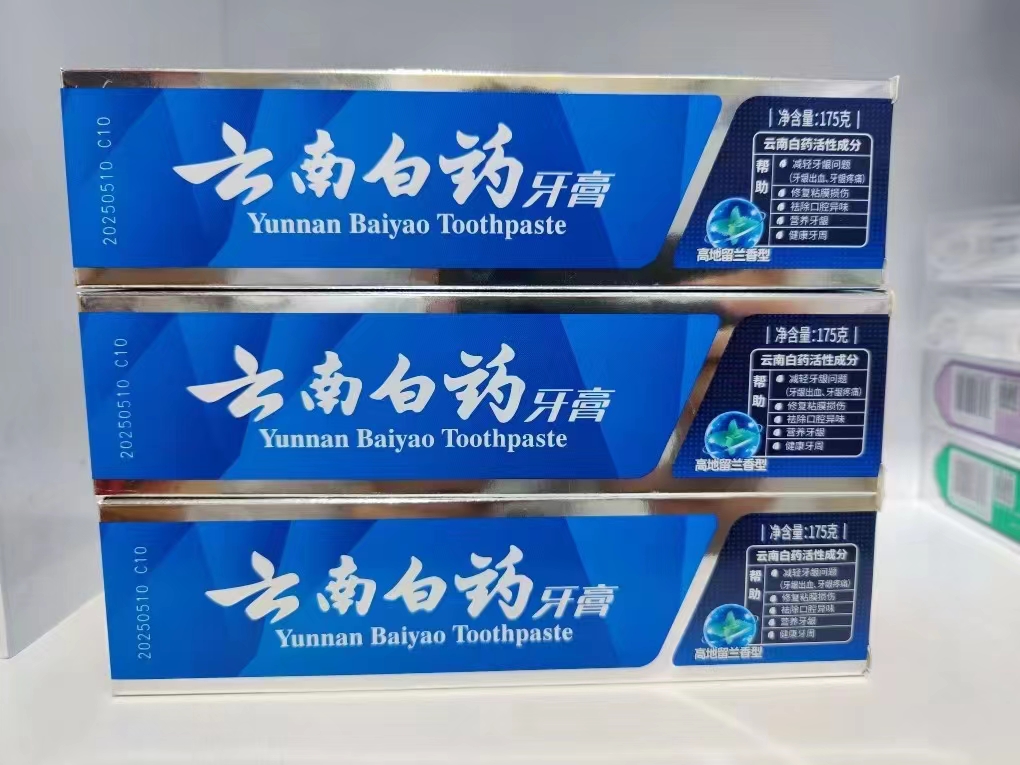 20250510 C10
云南白药牙膏
Yunnan Baiyao Toothpaste
净含量:175克
云南白药活性成分
帮助
减轻牙龈问题
(牙龈出血、牙龈疼痛)
修复粘膜损伤
祛除口腔异味
营养牙龈
健康牙周
高地留兰香型
20250510 C10
云南白药牙膏
Yunnan Baiyao Toothpaste
净含量:175克
云南白药活性成分
帮助
减轻牙龈问题
(牙龈出血、牙龈疼痛)
修复粘膜损伤
祛除口腔异味
营养牙龈
健康牙周
高地留兰香型
20250510 C10
云南白药牙膏
Yunnan Baiyao Toothpaste
净含量:175克
云南白药活性成分
帮助
减轻牙龈问题
(牙龈出血、牙龈疼痛)
修复粘膜损伤
祛除口腔异味
营养牙龈
健康牙周
高地留兰香型